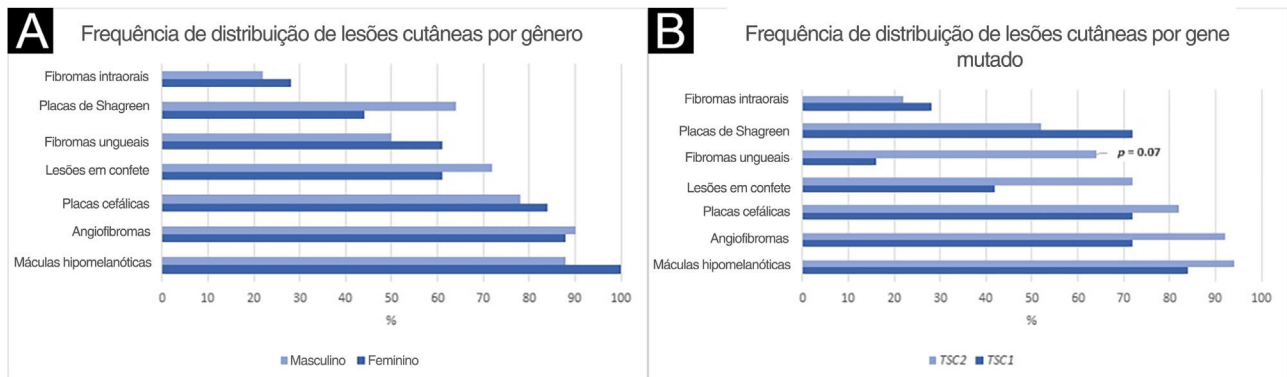 A
Frequência de distribuição de lesões cutâneas por gênero
Fibromas intraorais
Placas de Shagreen
Fibromas ungueais
Lesões em confete
Placas cefálicas
Angiofibromas
Máculas hipomelanóticas
0 10 20 30 40 50 60 70 80 90 100
%
Masculino Feminino
B
Frequência de distribuição de lesões cutâneas por gene
mutado
Fibromas intraorais
Placas de Shagreen
Fibromas ungueais
p = 0.07
Lesões em confete
Placas cefálicas
Angiofibromas
Máculas hipomelanóticas
0 10 20 30 40 50 60 70 80 90 100
%
TSC2 TSC1